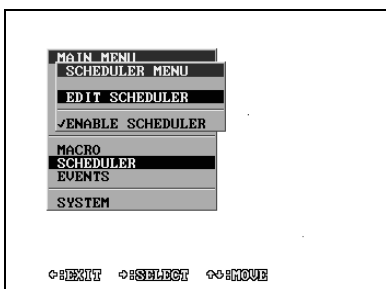 MAIN MENU
SCHEDULER MENU
EDIT SCHEDULER
✓ENABLE SCHEDULER
MACRO
SCHEDULER
EVENTS
SYSTEM
⇦:EXIT ⇨:SELECT ⇧⇩:MOVE